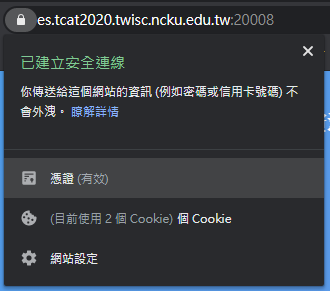 es.tcat2020.twisc.ncku.edu.tw:20008
已建立安全連線
你傳送給這個網站的資訊 (例如密碼或信用卡號碼) 不
會外洩。 瞭解詳情
憑證 (有效)
(目前使用 2 個 Cookie) 個 Cookie
網站設定